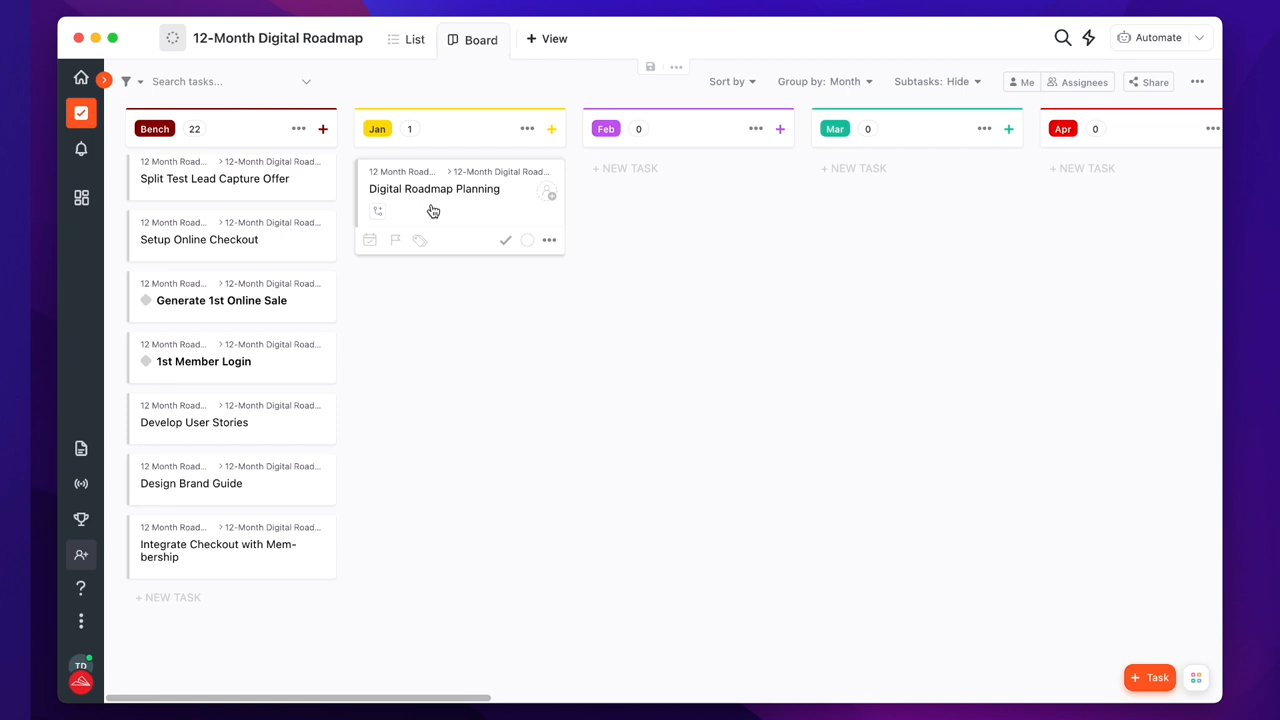 12-Month Digital Roadmap
List
Board
+ View
Automate
Search tasks...
Sort by
Group by: Month
Subtasks: Hide
Me
Assignees
Share
Bench 22
Jan 1
Feb 0
Mar 0
Apr 0
12 Month Road... > 12-Month Digital Road...
Split Test Lead Capture Offer
12 Month Road... > 12-Month Digital Road...
Setup Online Checkout
12 Month Road... > 12-Month Digital Road...
Generate 1st Online Sale
12 Month Road... > 12-Month Digital Road...
1st Member Login
12 Month Road... > 12-Month Digital Road...
Develop User Stories
12 Month Road... > 12-Month Digital Road...
Design Brand Guide
12 Month Road... > 12-Month Digital Road...
Integrate Checkout with Mem-
bership
+ NEW TASK
12 Month Road... > 12-Month Digital Road...
Digital Roadmap Planning
+ NEW TASK
+ NEW TASK
+ NEW TASK
TD
+ Task